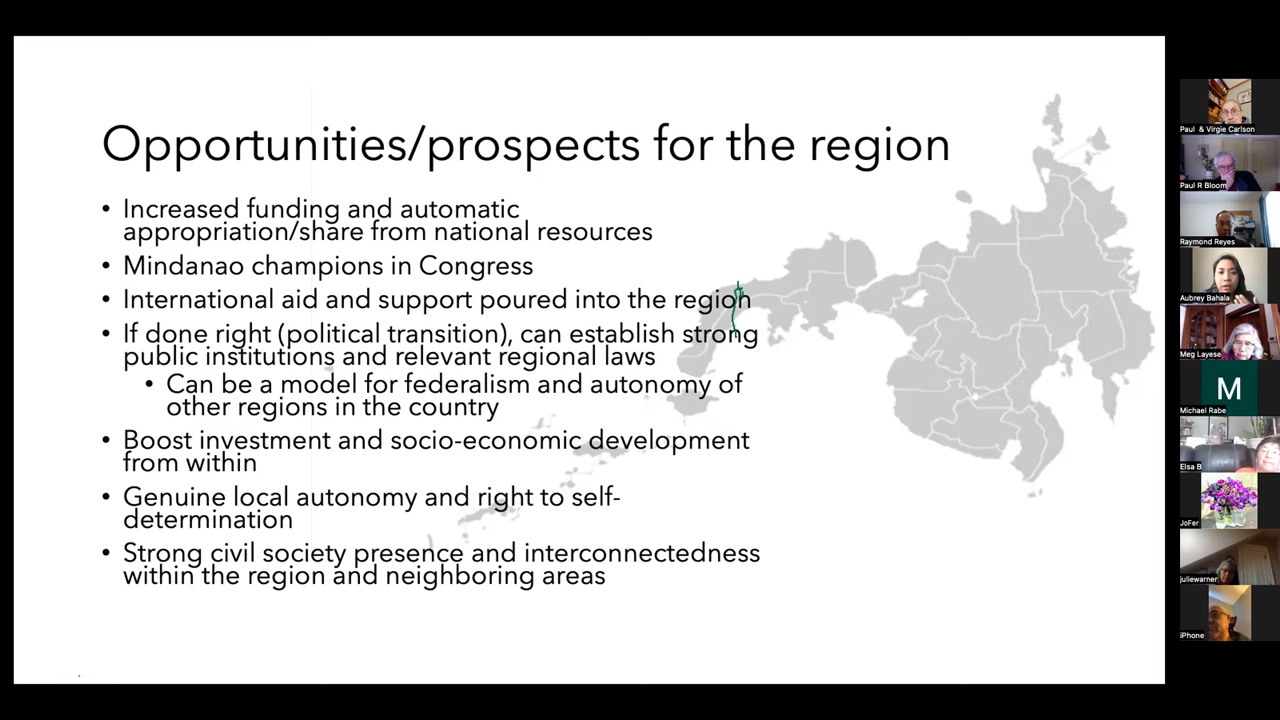 Opportunities/prospects for the region
• Increased funding and automatic
appropriation/share from national resources
• Mindanao champions in Congress
• International aid and support poured into the region
• If done right (political transition), can establish strong
public institutions and relevant regional laws
• Can be a model for federalism and autonomy of
other regions in the country
• Boost investment and socio-economic development
from within
• Genuine local autonomy and right to self-
determination
• Strong civil society presence and interconnectedness
within the region and neighboring areas
Paul & Virgie Carlson
Paul R Bloom
Raymond Reyes
Aubrey Bahala
Meg Layese
M
Michael Rabe
Elsa B
JoFer
juliewarner
iPhone